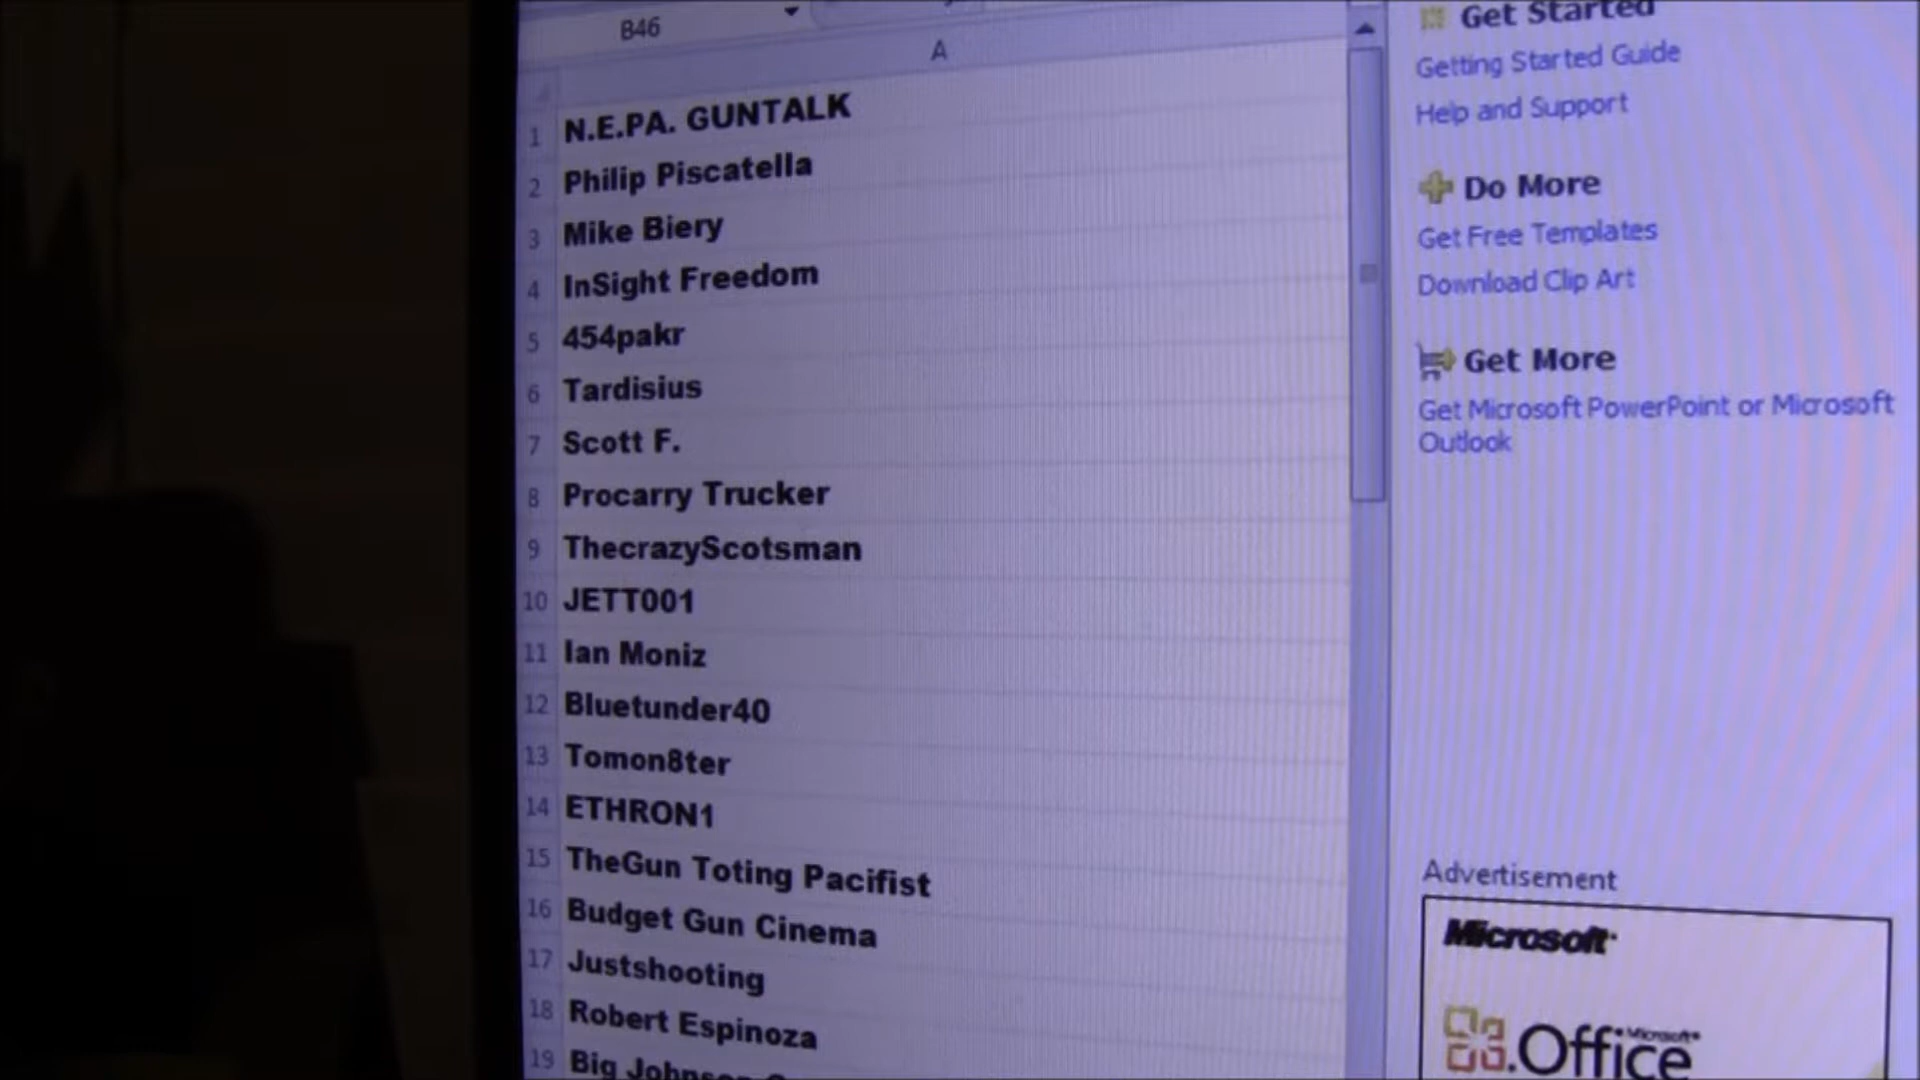 B46
A
1 N.E.PA. GUNTALK
2 Philip Piscatella
3 Mike Biery
4 InSight Freedom
5 454pakr
6 Tardisius
7 Scott F.
8 Procarry Trucker
9 ThecrazyScotsman
10 JETT001
11 Ian Moniz
12 Bluetunder40
13 Tomon8ter
14 ETHRON1
15 TheGun Toting Pacifist
16 Budget Gun Cinema
17 Justshooting
18 Robert Espinoza
19 Big
Get Started
Getting Started Guide
Help and Support
Do More
Get Free Templates
Download Clip Art
Get More
Get Microsoft PowerPoint or Microsoft
Outlook
Advertisement
Microsoft
Microsoft
Office